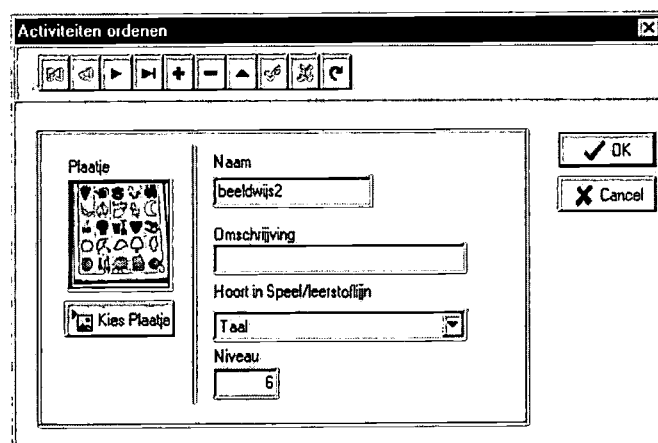 Activiteiten ordenen
Plaatje
Kies Plaatje
Naam
beeldwijs2
Omschrijving
Hoort in Speel/leerstoflijn
Taal
Niveau
6
OK
Cancel